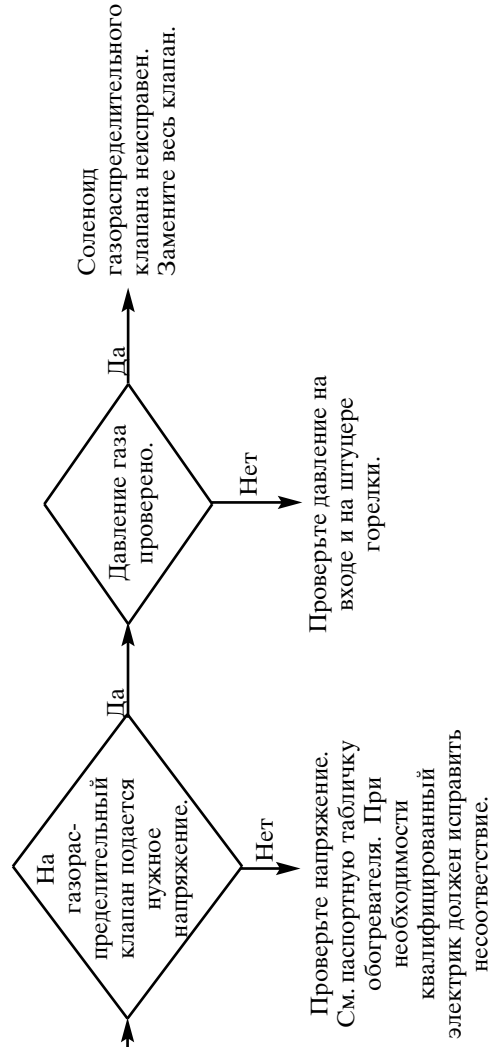 На
газорас-
пределительный
клапан подается
нужное
напряжение.
Да
Нет
Проверьте напряжение.
См. паспортную табличку
обогревателя. При
необходимости
квалифицированный
электрик должен исправить
несоответствие.
Давление газа
проверено.
Да
Нет
Проверьте давление на
входе и на штуцере
горелки.
Соленоид
газораспределительного
клапана неисправен.
Замените весь клапан.